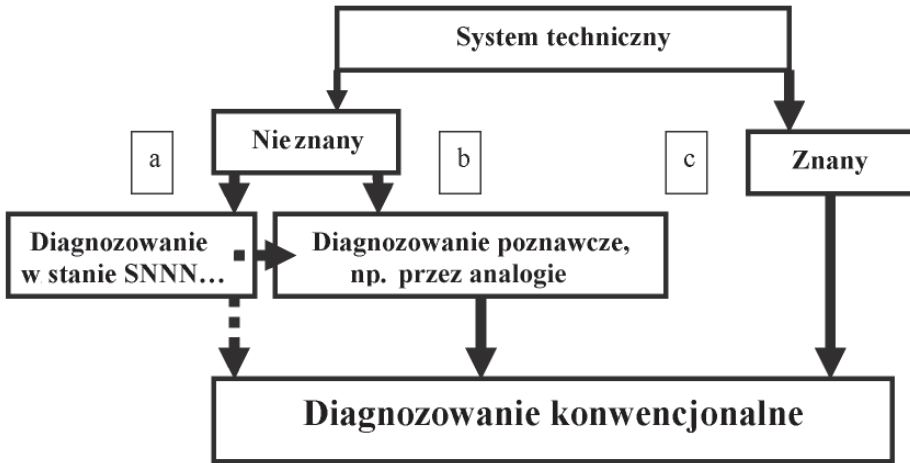 System techniczny
Nieznany
a
b
c
Znany
Diagnozowanie
w stanie SNNN…
Diagnozowanie poznawcze,
np. przez analogie
Diagnozowanie konwencjonalne